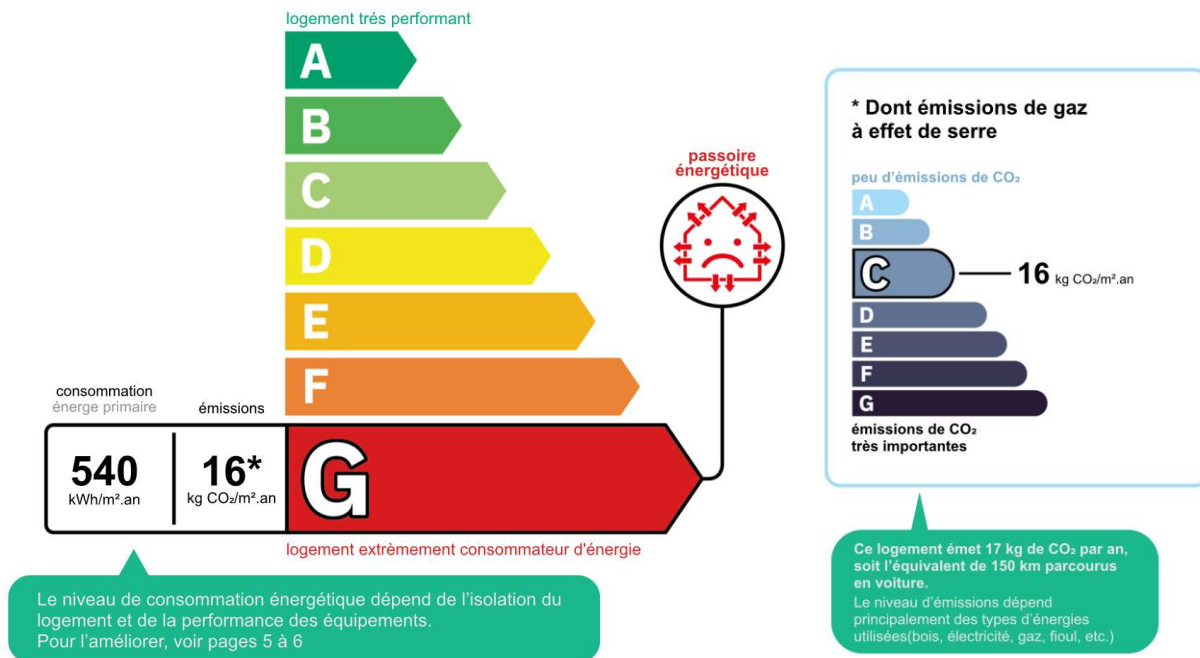 logement trés performant
A
B
C
D
E
F
G
passoire
énergétique
consommation
énerge primaire
émissions
540
kWh/m².an
16*
kg CO₂/m².an
logement extrèmement consommateur d'énergie
Le niveau de consommation énergétique dépend de l'isolation du
logement et de la performance des équipements.
Pour l'améliorer, voir pages 5 à 6
* Dont émissions de gaz
à effet de serre
peu d'émissions de CO₂
A
B
C
16 kg CO₂/m².an
D
E
F
G
émissions de CO₂
très importantes
Ce logement émet 17 kg de CO₂ par an,
soit l'équivalent de 150 km parcourus
en voiture.
Le niveau d'émissions dépend
principalement des types d'énergies
utilisées(bois, électricité, gaz, fioul, etc.)